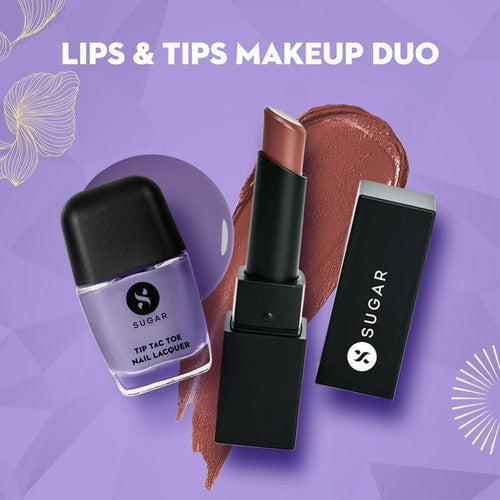 LIPS & TIPS MAKEUP DUO
SUGAR
TIP TAC TOE
NAIL LACQUER
SUGAR